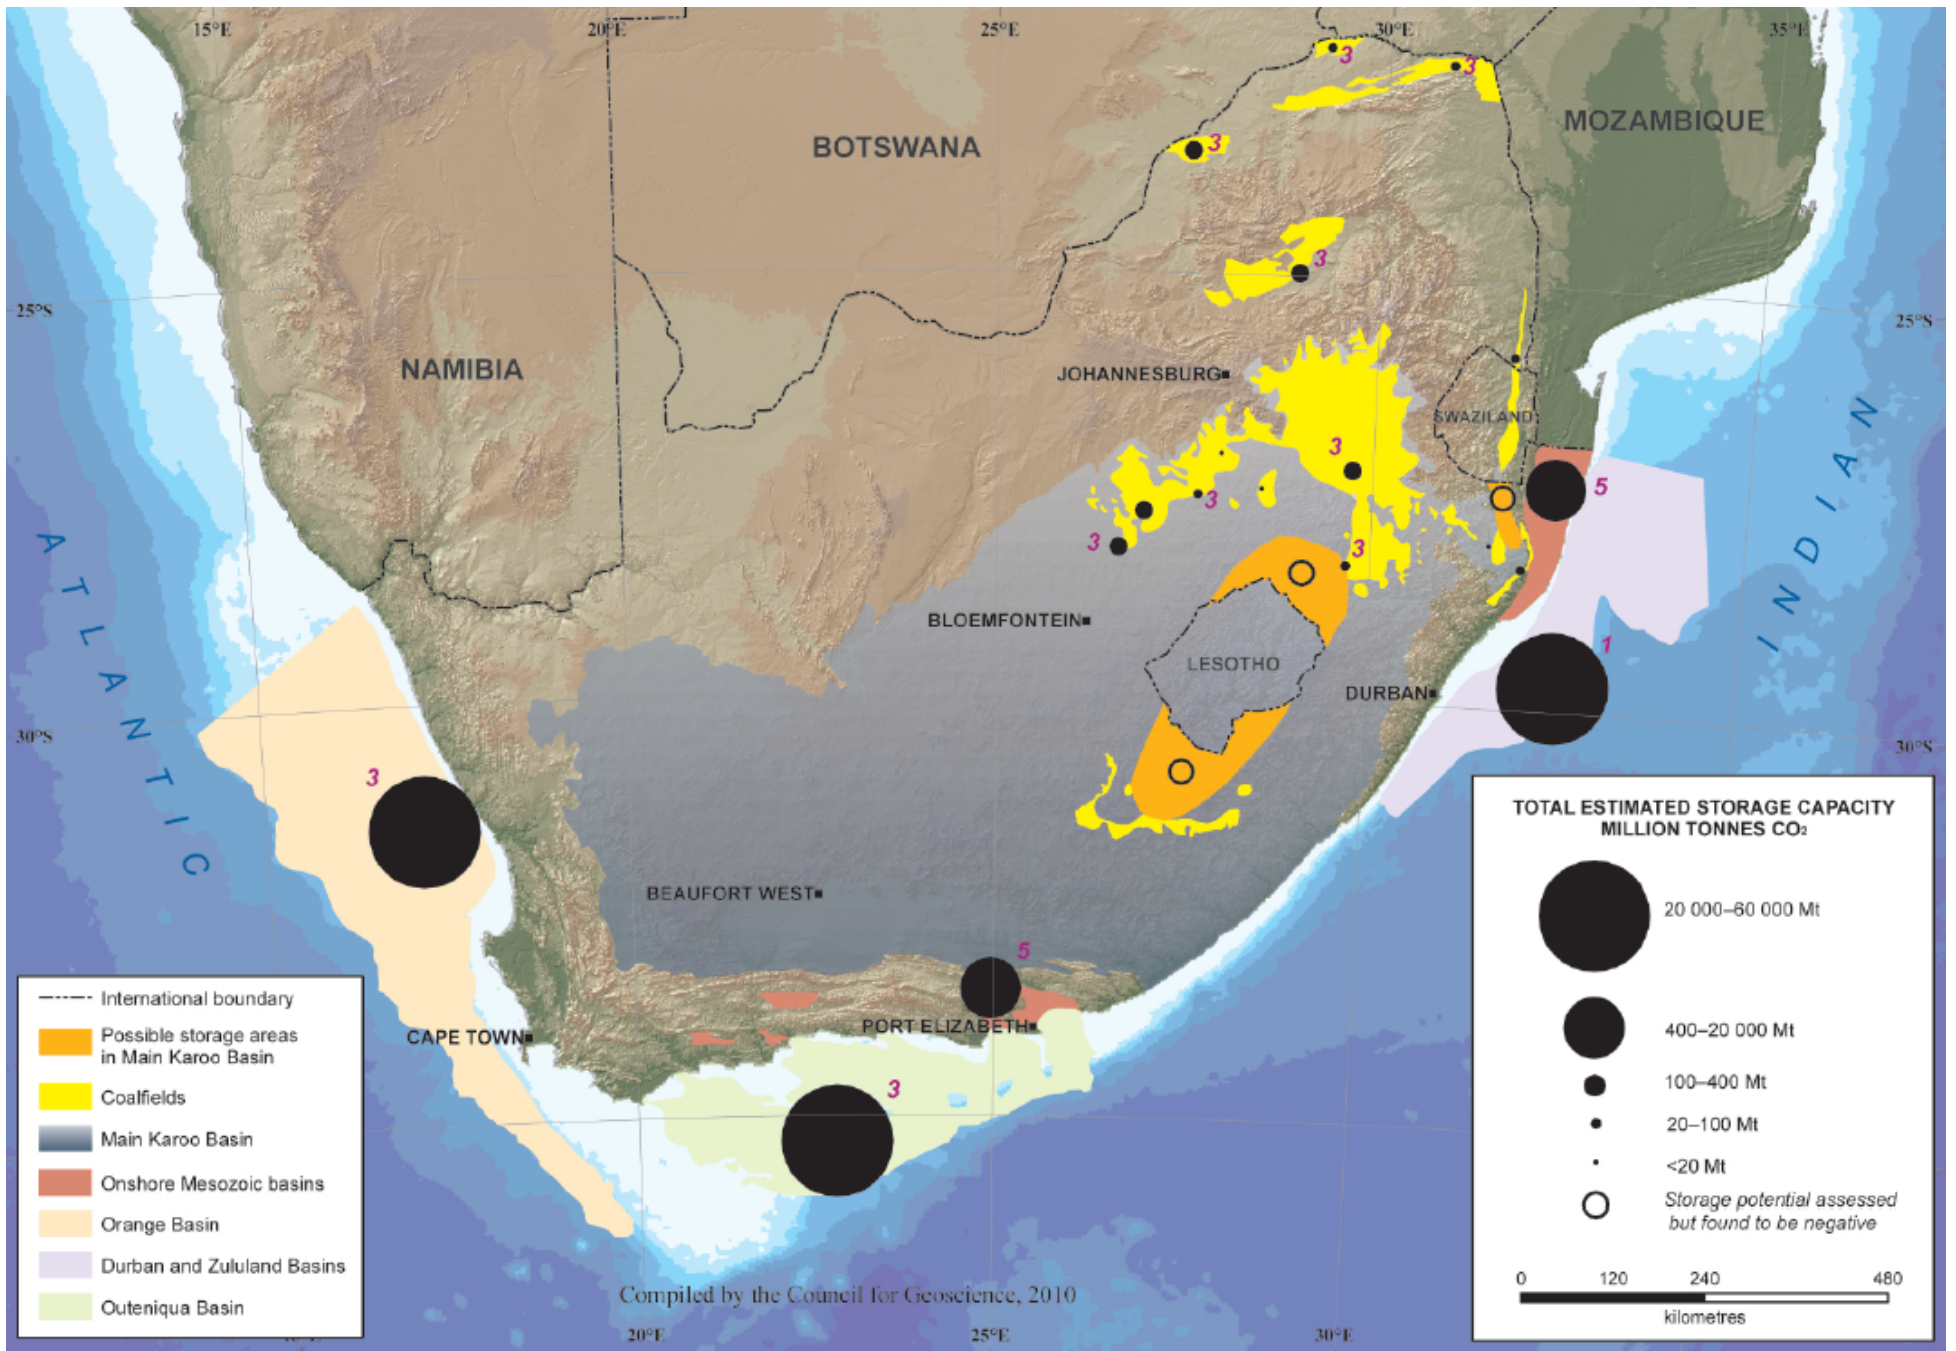 15°E
20°E
25°E
30°E
35°E
3
3
MOZAMBIQUE
BOTSWANA
3
3
25°S
25°S
NAMIBIA
JOHANNESBURG
SWAZILAND
3
3
5
3
3
ATLANTIC
INDIAN
BLOEMFONTEIN
LESOTHO
1
DURBAN
30°S
30°S
3
BEAUFORT WEST
5
CAPE TOWN
PORT ELIZABETH
3
International boundary
Possible storage areas
in Main Karoo Basin
Coalfields
Main Karoo Basin
Onshore Mesozoic basins
Orange Basin
Durban and Zululand Basins
Outeniqua Basin
TOTAL ESTIMATED STORAGE CAPACITY
MILLION TONNES CO₂
20 000–60 000 Mt
400–20 000 Mt
100–400 Mt
20–100 Mt
<20 Mt
Storage potential assessed
but found to be negative
0 120 240 480
kilometres
Compiled by the Council for Geoscience, 2010
20°E
25°E
30°E